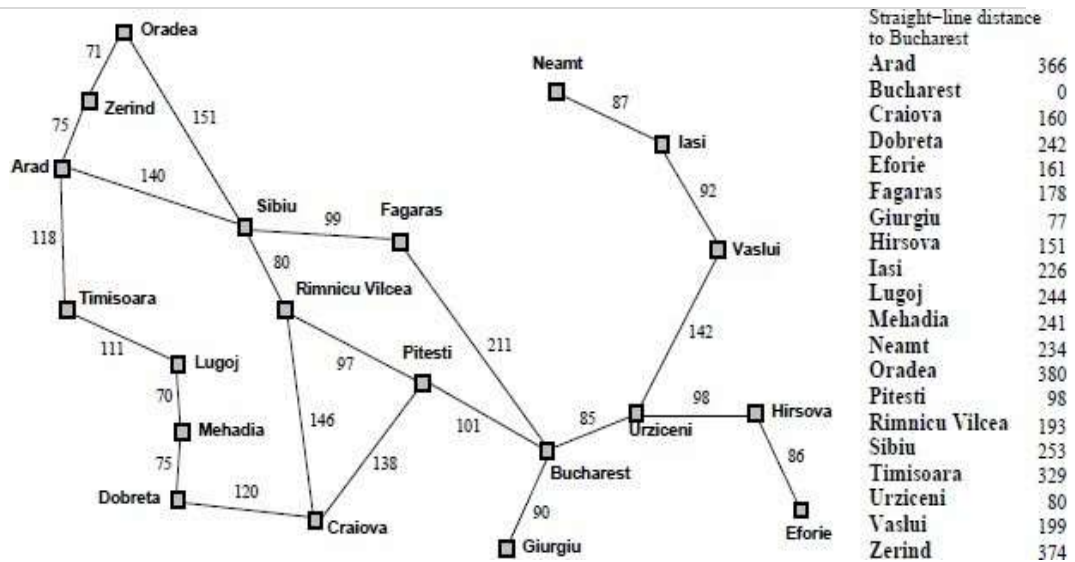 Oradea
71
Neamt
87
Zerind
151
75
Iasi
Arad
140
92
Sibiu
99
Fagaras
118
Vaslui
80
Timisoara
Rimnicu Vilcea
142
111
211
Lugoj
97
Pitesti
70
98
Hirsova
146
85
Urziceni
Mehadia
101
86
75
138
Bucharest
120
Dobreta
90
Craiova
Eforie
Giurgiu
Straight-line distance
to Bucharest
Arad 366
Bucharest 0
Craiova 160
Dobreta 242
Eforie 161
Fagaras 178
Giurgiu 77
Hirsova 151
Iasi 226
Lugoj 244
Mehadia 241
Neamt 234
Oradea 380
Pitesti 98
Rimnicu Vilcea 193
Sibiu 253
Timisoara 329
Urziceni 80
Vaslui 199
Zerind 374